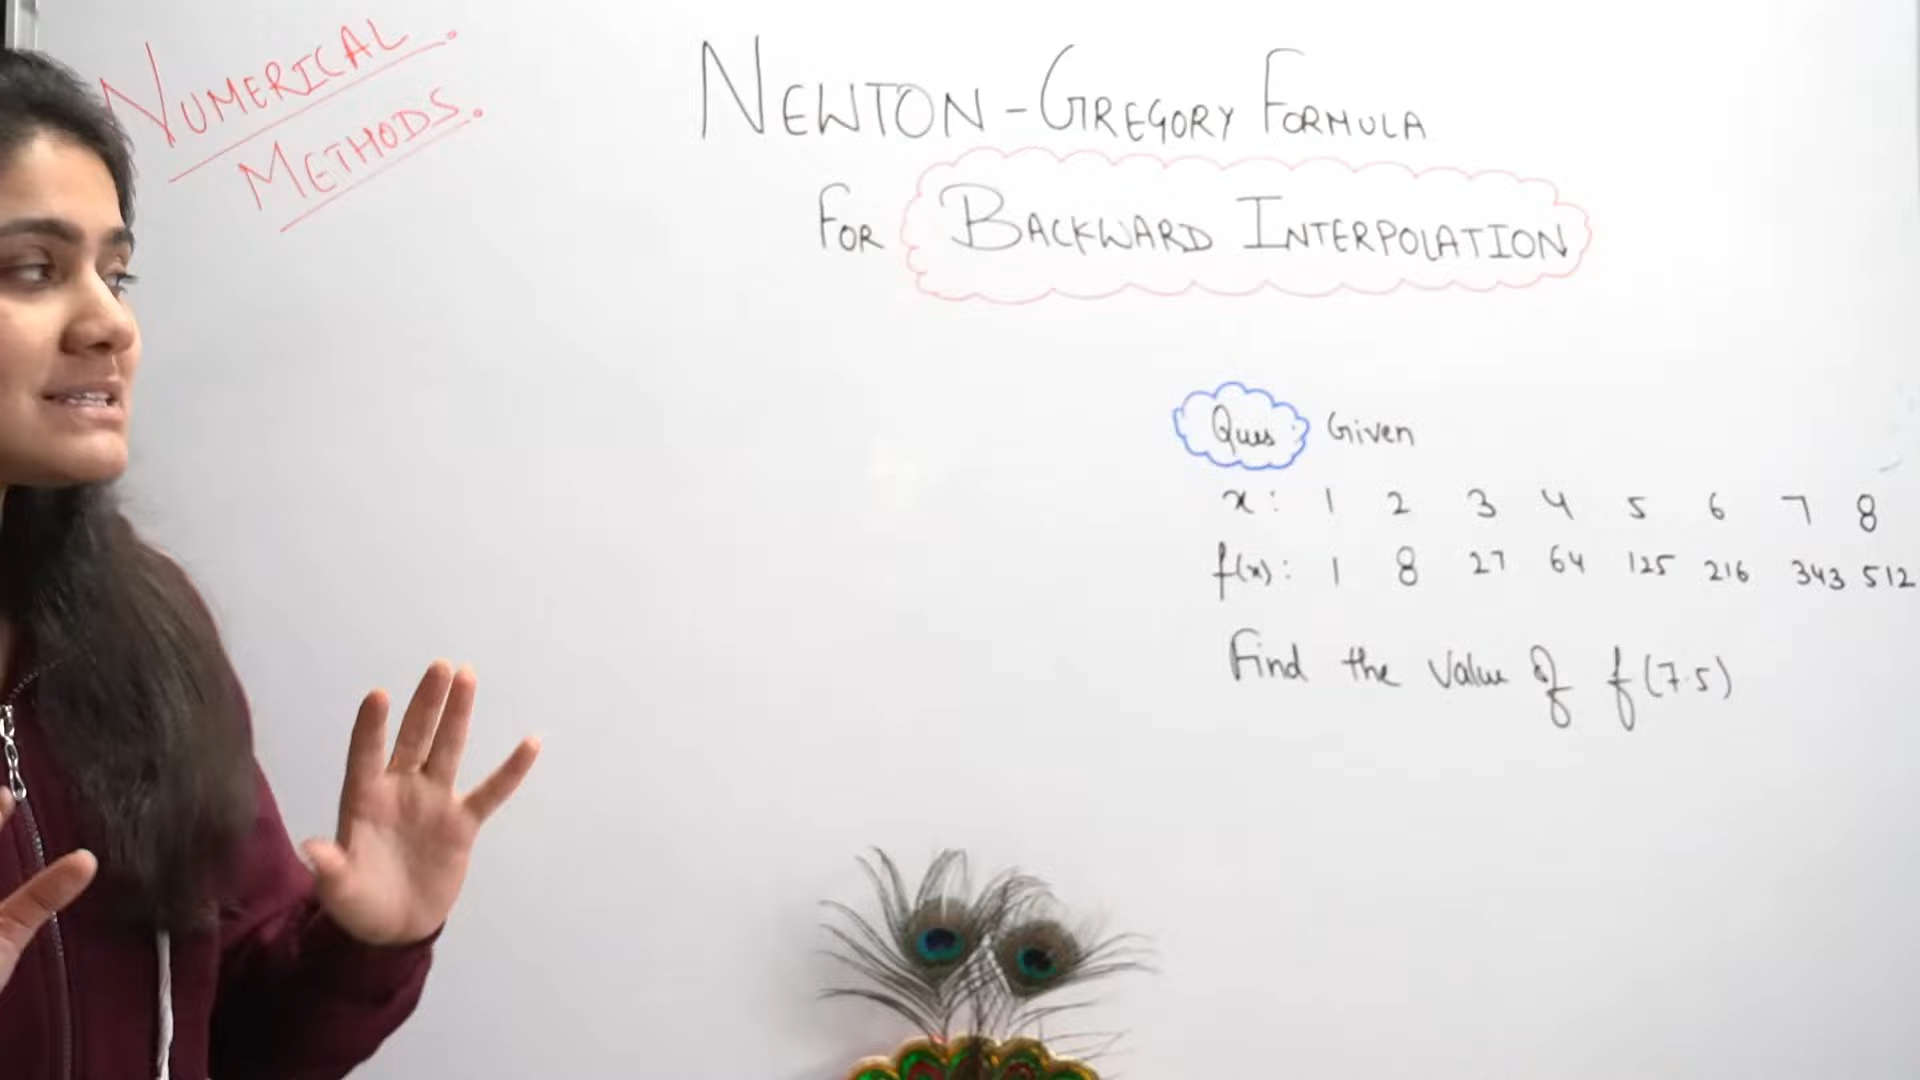 NUMERICAL
METHODS.
NEWTON-GREGORY FORMULA
FOR BACKWARD INTERPOLATION
Ques. Given
x: 1 2 3 4 5 6 7 8
f(x): 1 8 27 64 125 216 343 512
Find the Value of f(7.5)